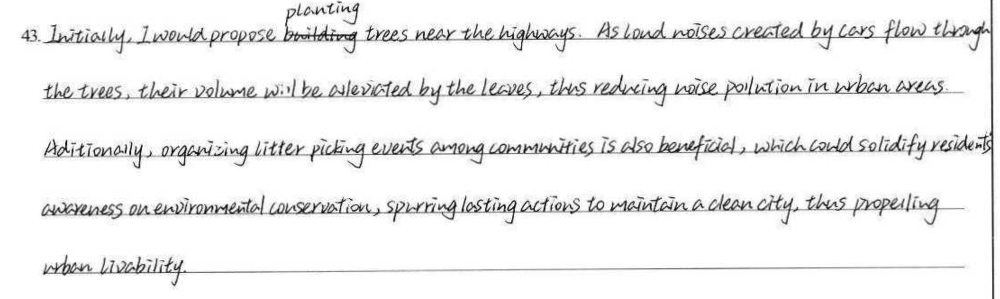 planting
43. Initially, I would propose building trees near the highways. As loud noises created by cars flow through
the trees, their volume will be alleviated by the leaves, thus reducing noise pollution in urban areas.
Aditionally, organizing litter picking events among communities is also beneficial, which could solidify residents'
awareness on environmental conservation, spurring lasting actions to maintain a clean city, thus propelling
urban livability.